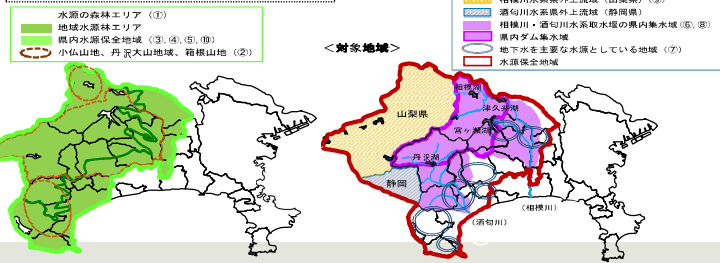 水源の森林エリア（①）
地域水源林エリア
県内水源保全地域（③，④，⑤，⑩）
小仏山地、丹沢大山地域、箱根山地（②）
＜対象地域＞
酒匂川水系県外上流域（静岡県）
相模川・酒匂川水系取水堰の県内集水域（⑥，⑧）
県内ダム集水域
地下水を主要な水源としている地域（⑦）
水源保全地域
山梨県
相模湖
津久井湖
宮ヶ瀬湖
丹沢湖
静岡
（相模川）
（酒匂川）